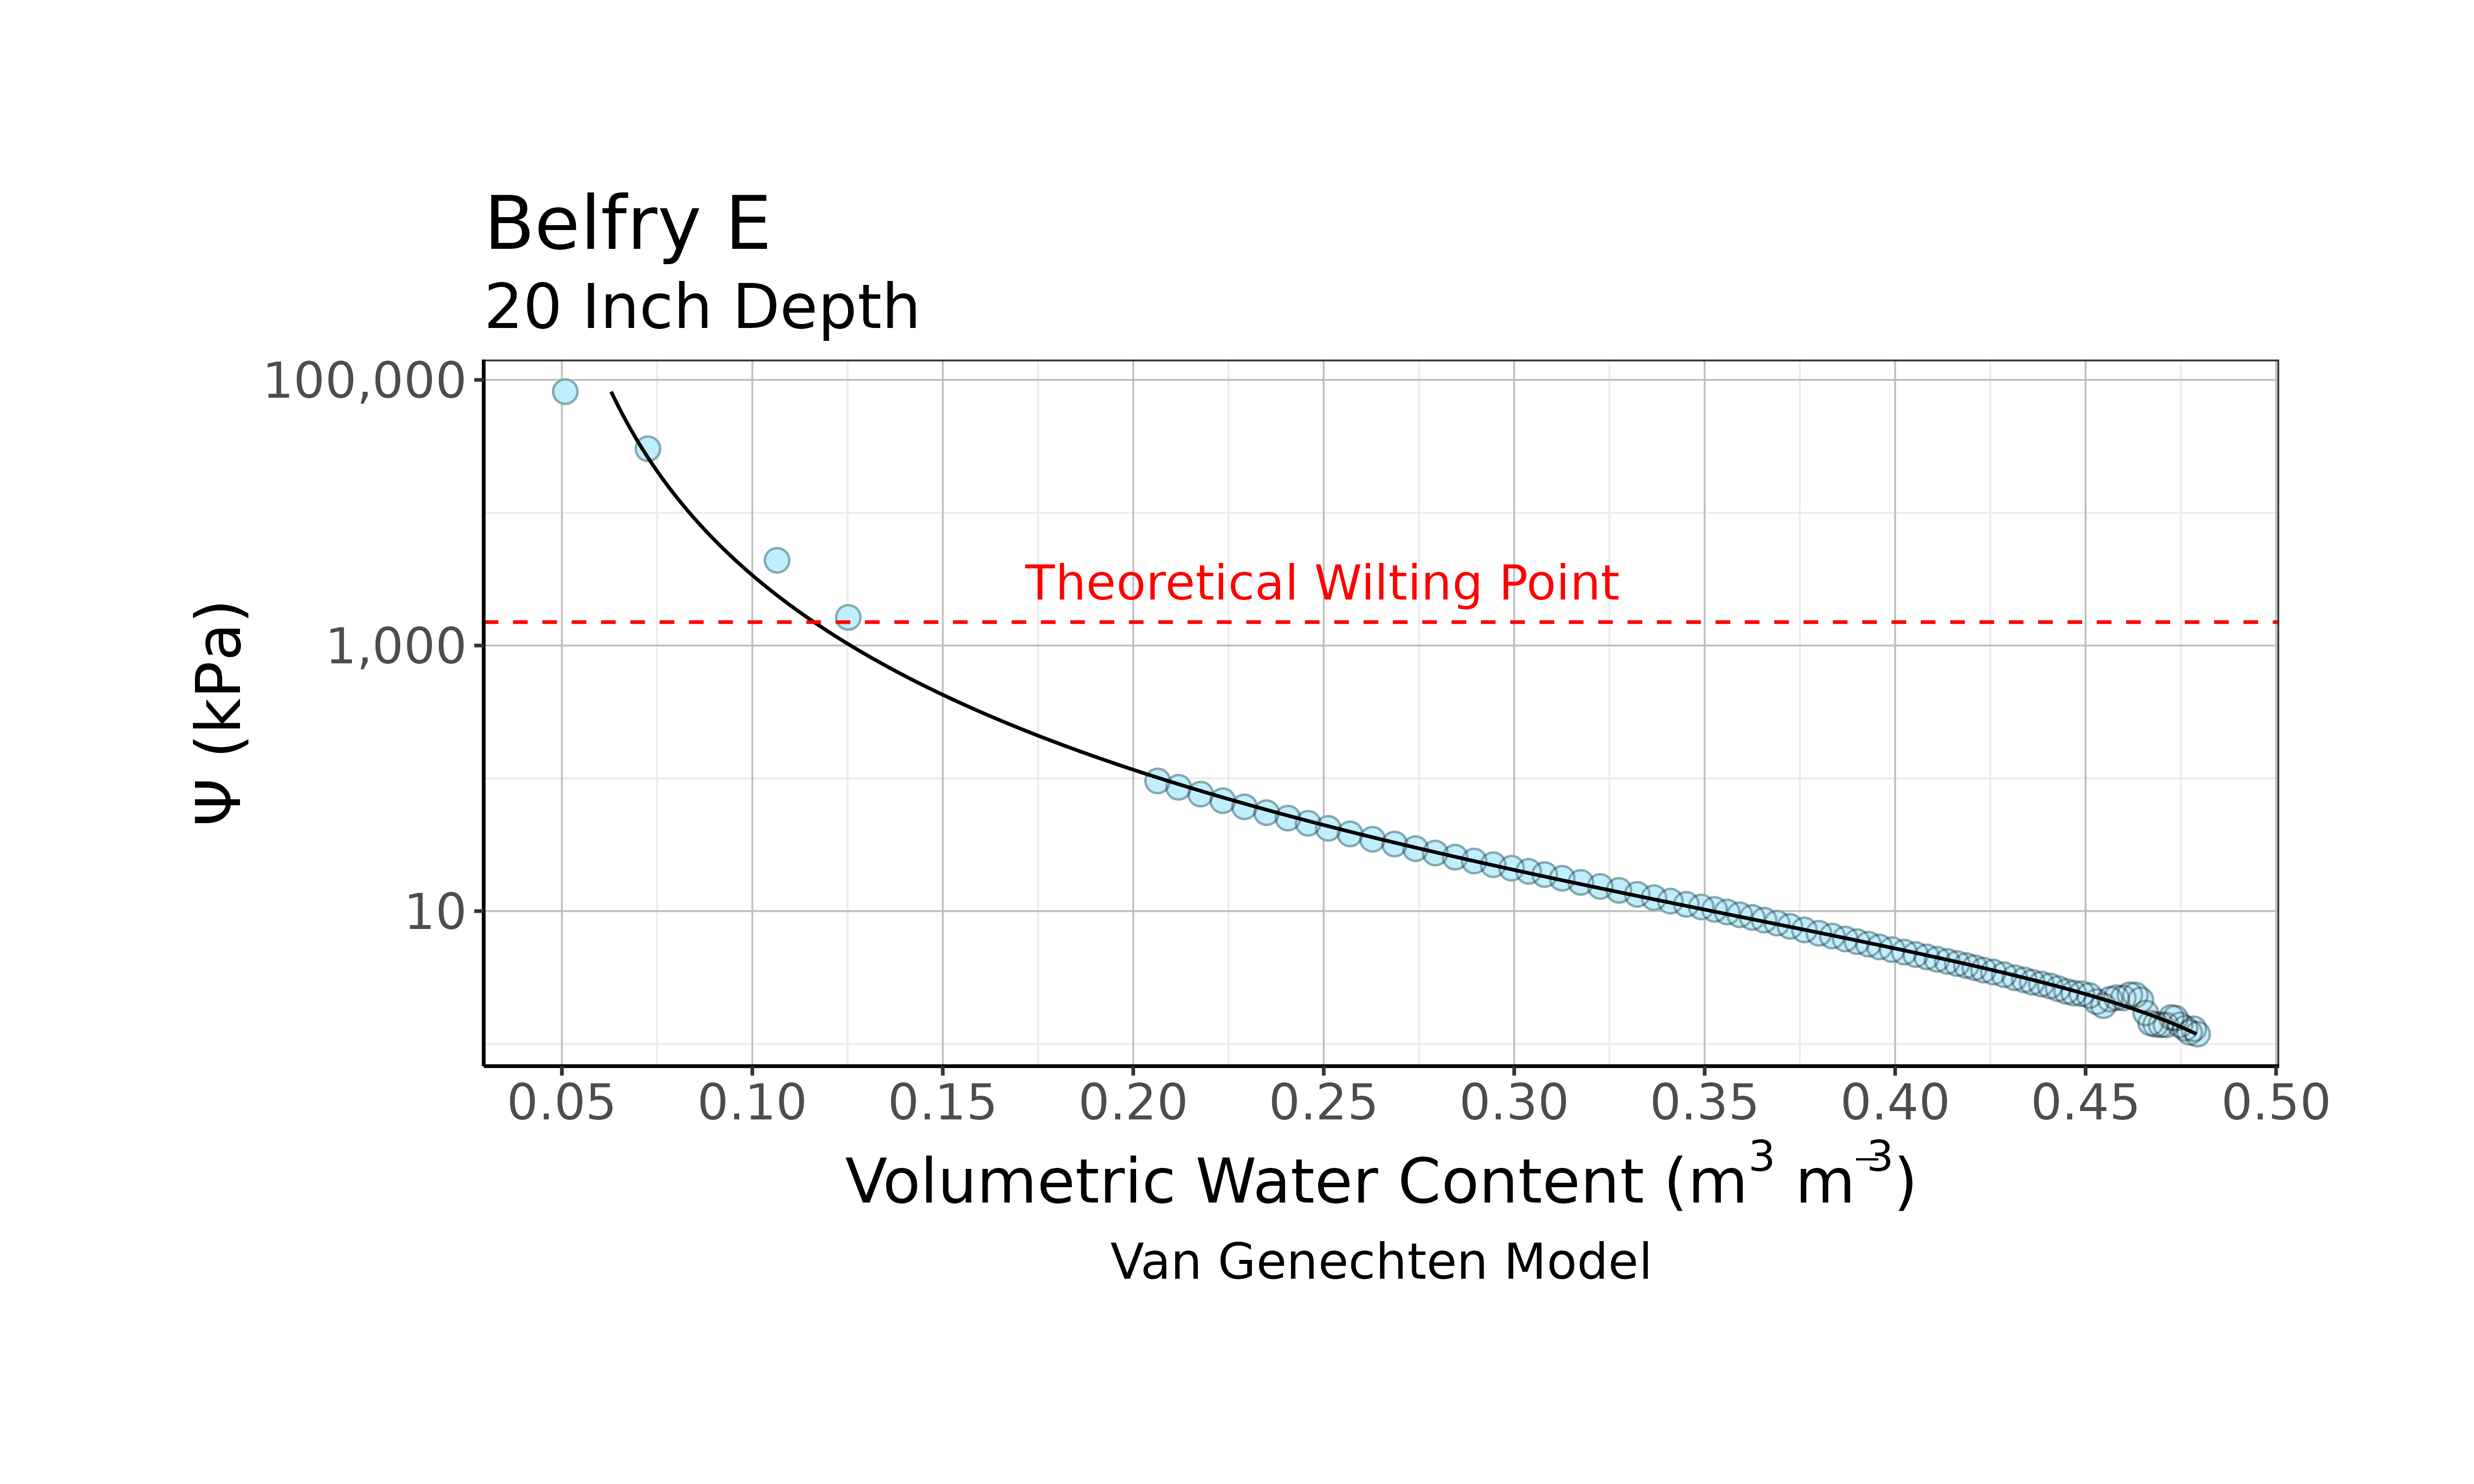 Belfry E
20 Inch Depth
100,000
1,000
10
Ψ (kPa)
Theoretical Wilting Point
0.05 0.10 0.15 0.20 0.25 0.30 0.35 0.40 0.45 0.50
Volumetric Water Content (m³ m⁻³)
Van Genechten Model